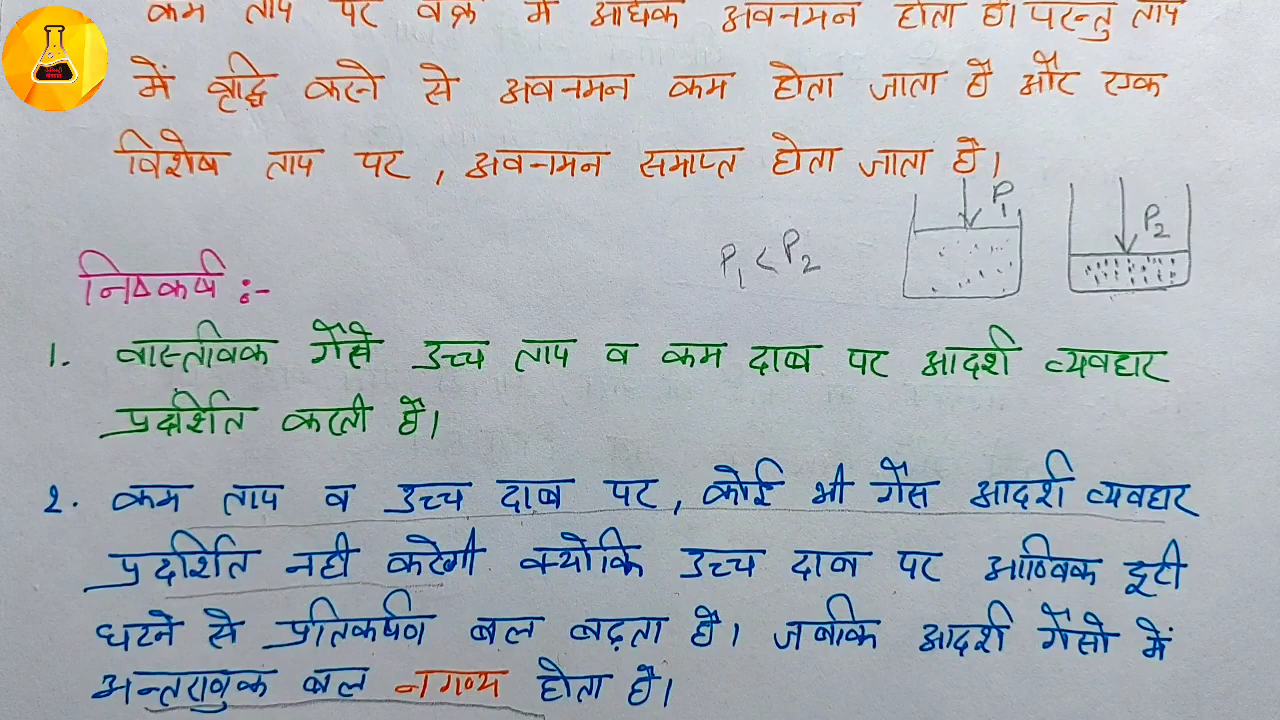 कम ताप पर वक्र में अधिक अवनमन होता है। परन्तु ताप
में वृद्धि करने से अवनमन कम होता जाता है और एक
विशेष ताप पर, अवनमन समाप्त होता जाता है।
P₁
P₂
P₁ < P₂
निष्कर्ष :-
1. वास्तविक गैसें उच्च ताप व कम दाब पर आदर्श व्यवहार
प्रदर्शित करती है।
2. कम ताप व उच्च दाब पर, कोई भी गैस आदर्श व्यवहार
प्रदर्शित नही करेगी क्योकि उच्च दाब पर आण्विक दूरी
घटने से प्रतिकर्षण बल बढ़ता है। जबकि आदर्श गैसो में
अन्तराणुक बल नगण्य होता है।